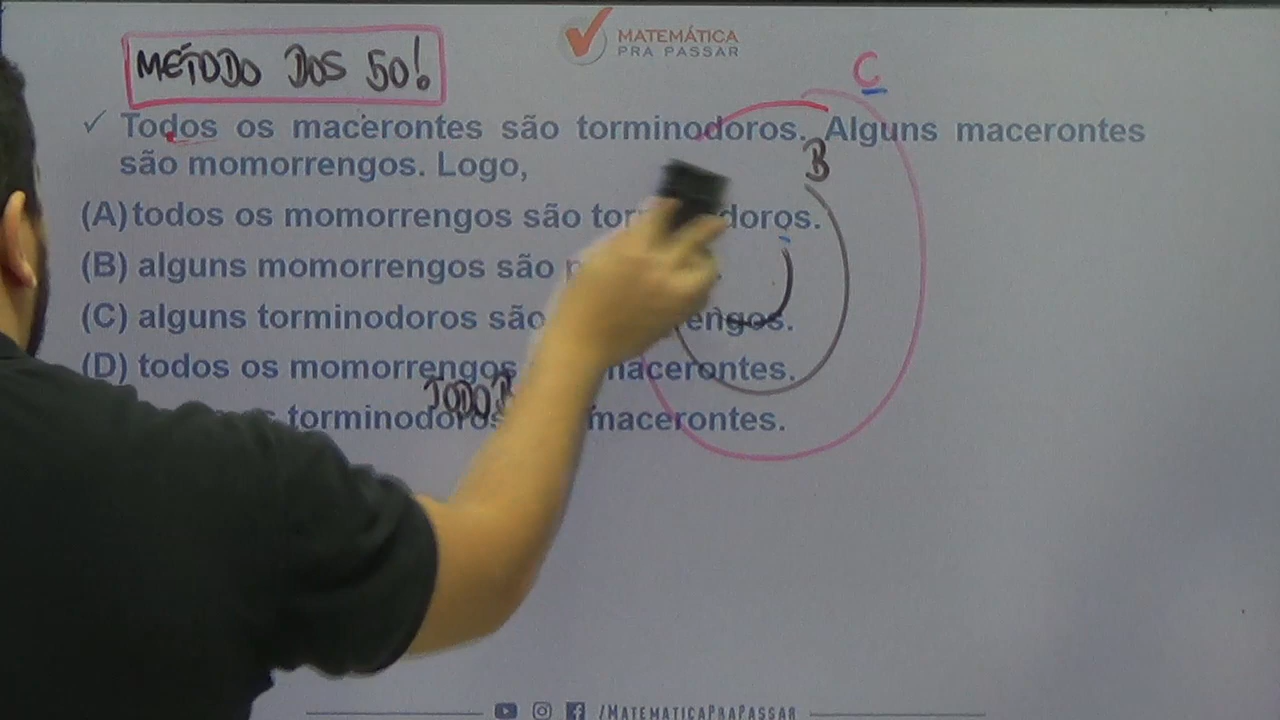 MATEMÁTICA
PRA PASSAR
MÉTODO DOS 50!
C
✓ Todos os macerontes são torminodoros. Alguns macerontes
são momorrengos. Logo,
B
(A) todos os momorrengos são doros.
(B) alguns momorrengos são
(C) alguns torminodoros são engos.
(D) todos os momorrengos macerontes.
TODO B
torminodoros macerontes.
/MATEMATICAPRAPASSAR